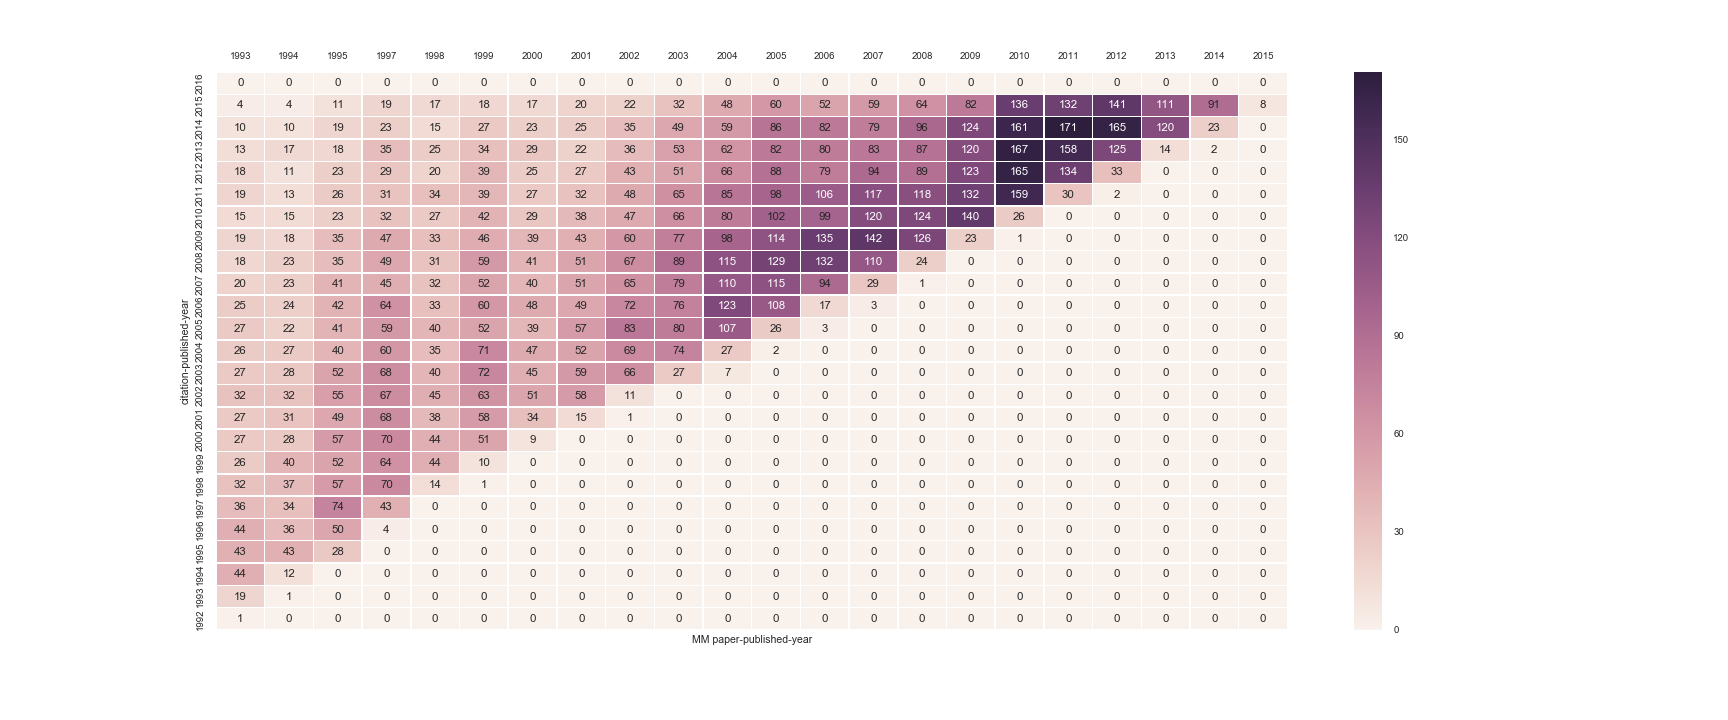 1993 1994 1995 1997 1998 1999 2000 2001 2002 2003 2004 2005 2006 2007 2008 2009 2010 2011 2012 2013 2014 2015
2016 0 0 0 0 0 0 0 0 0 0 0 0 0 0 0 0 0 0 0 0 0 0
2015 4 4 11 19 17 18 17 20 22 32 48 60 52 59 64 82 136 132 141 111 91 8
2014 10 10 19 23 15 27 23 25 35 49 59 86 82 79 96 124 161 171 165 120 23 0
2013 13 17 18 35 25 34 29 22 36 53 62 82 80 83 87 120 167 158 125 14 2 0
2012 18 11 23 29 20 39 25 27 43 51 66 88 79 94 89 123 165 134 33 0 0 0
2011 19 13 26 31 34 39 27 32 48 65 85 98 106 117 118 132 159 30 2 0 0 0
2010 15 15 23 32 27 42 29 38 47 66 80 102 99 120 124 140 26 0 0 0 0 0
2009 19 18 35 47 33 46 39 43 60 77 98 114 135 142 126 23 1 0 0 0 0 0
2008 18 23 35 49 31 59 41 51 67 89 115 129 132 110 24 0 0 0 0 0 0 0
2007 20 23 41 45 32 52 40 51 65 79 110 115 94 29 1 0 0 0 0 0 0 0
2006 25 24 42 64 33 60 48 49 72 76 123 108 17 3 0 0 0 0 0 0 0 0
2005 27 22 41 59 40 52 39 57 83 80 107 26 3 0 0 0 0 0 0 0 0 0
2004 26 27 40 60 35 71 47 52 69 74 27 2 0 0 0 0 0 0 0 0 0 0
2003 27 28 52 68 40 72 45 59 66 27 7 0 0 0 0 0 0 0 0 0 0 0
2002 32 32 55 67 45 63 51 58 11 0 0 0 0 0 0 0 0 0 0 0 0 0
2001 27 31 49 68 38 58 34 15 1 0 0 0 0 0 0 0 0 0 0 0 0 0
2000 27 28 57 70 44 51 9 0 0 0 0 0 0 0 0 0 0 0 0 0 0 0
1999 26 40 52 64 44 10 0 0 0 0 0 0 0 0 0 0 0 0 0 0 0 0
1998 32 37 57 70 14 1 0 0 0 0 0 0 0 0 0 0 0 0 0 0 0 0
1997 36 34 74 43 0 0 0 0 0 0 0 0 0 0 0 0 0 0 0 0 0 0
1996 44 36 50 4 0 0 0 0 0 0 0 0 0 0 0 0 0 0 0 0 0 0
1995 43 43 28 0 0 0 0 0 0 0 0 0 0 0 0 0 0 0 0 0 0 0
1994 44 12 0 0 0 0 0 0 0 0 0 0 0 0 0 0 0 0 0 0 0 0
1993 19 1 0 0 0 0 0 0 0 0 0 0 0 0 0 0 0 0 0 0 0 0
1992 1 0 0 0 0 0 0 0 0 0 0 0 0 0 0 0 0 0 0 0 0 0
citation-published-year
MM paper-published-year
150
120
90
60
30
0